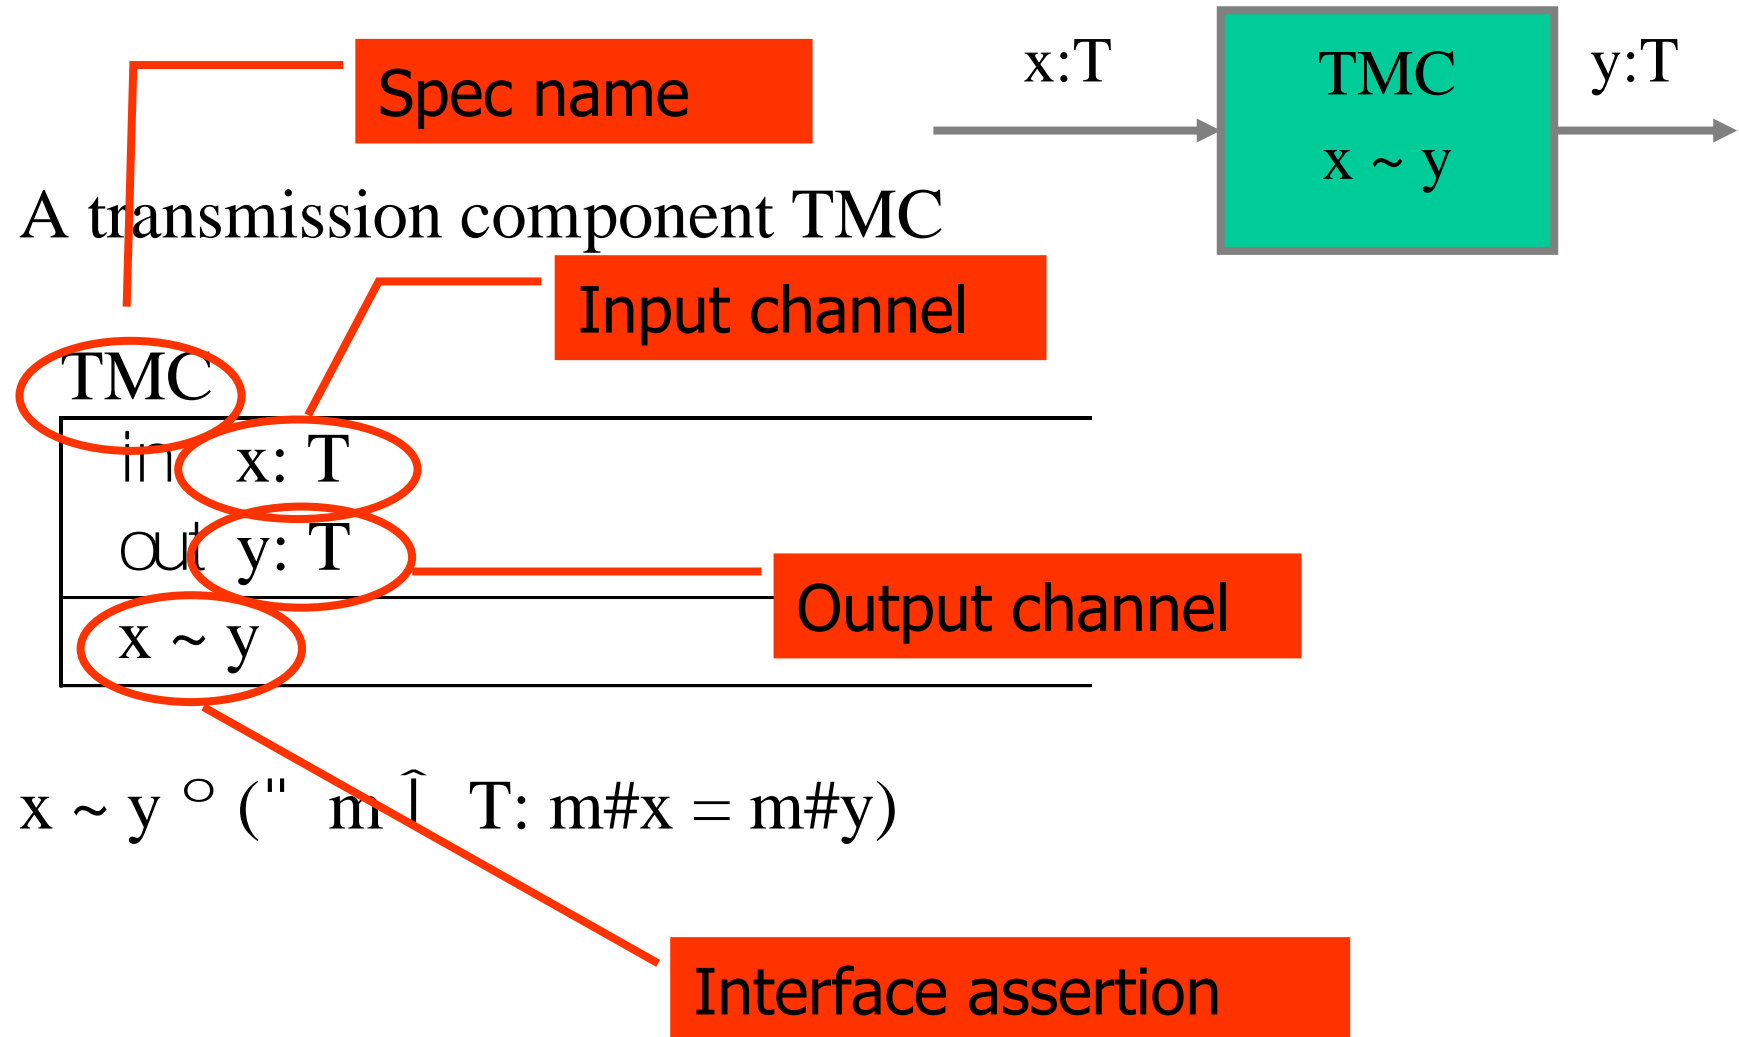 Spec name
x:T
TMC
y:T
x ~ y
A transmission component TMC
Input channel
TMC
in x: T
out y: T
Output channel
x ~ y
x ~ y º (" m Î T: m#x = m#y)
Interface assertion